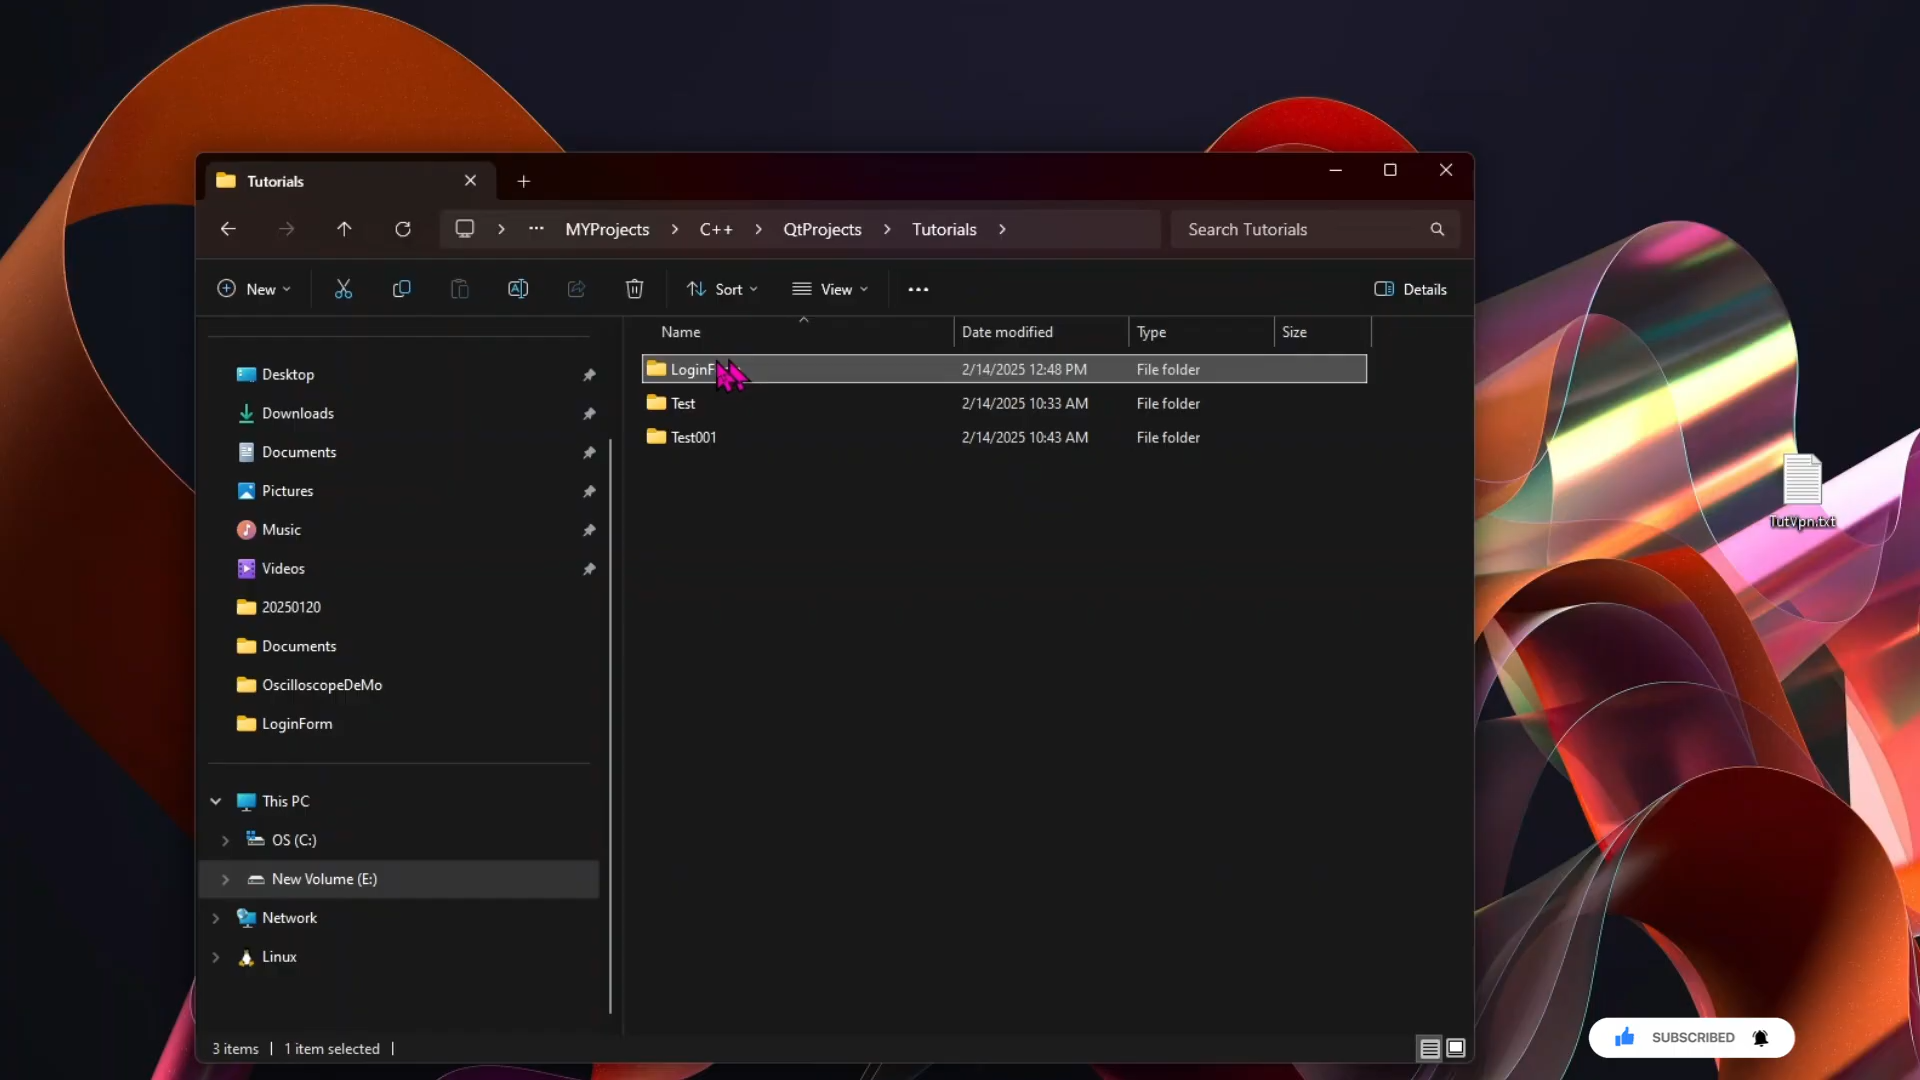 Tutorials
MYProjects
C++
QtProjects
Tutorials
Search Tutorials
New
Sort
View
Details
Name
Date modified
Type
Size
2/14/2025 12:48 PM
File folder
Test
2/14/2025 10:33 AM
File folder
Test001
2/14/2025 10:43 AM
File folder
Desktop
Downloads
Documents
Pictures
Music
Videos
20250120
Documents
OscilloscopeDeMo
LoginForm
This PC
OS (C:)
New Volume (E:)
Network
Linux
3 items
1 item selected
TutVpn.txt
SUBSCRIBED